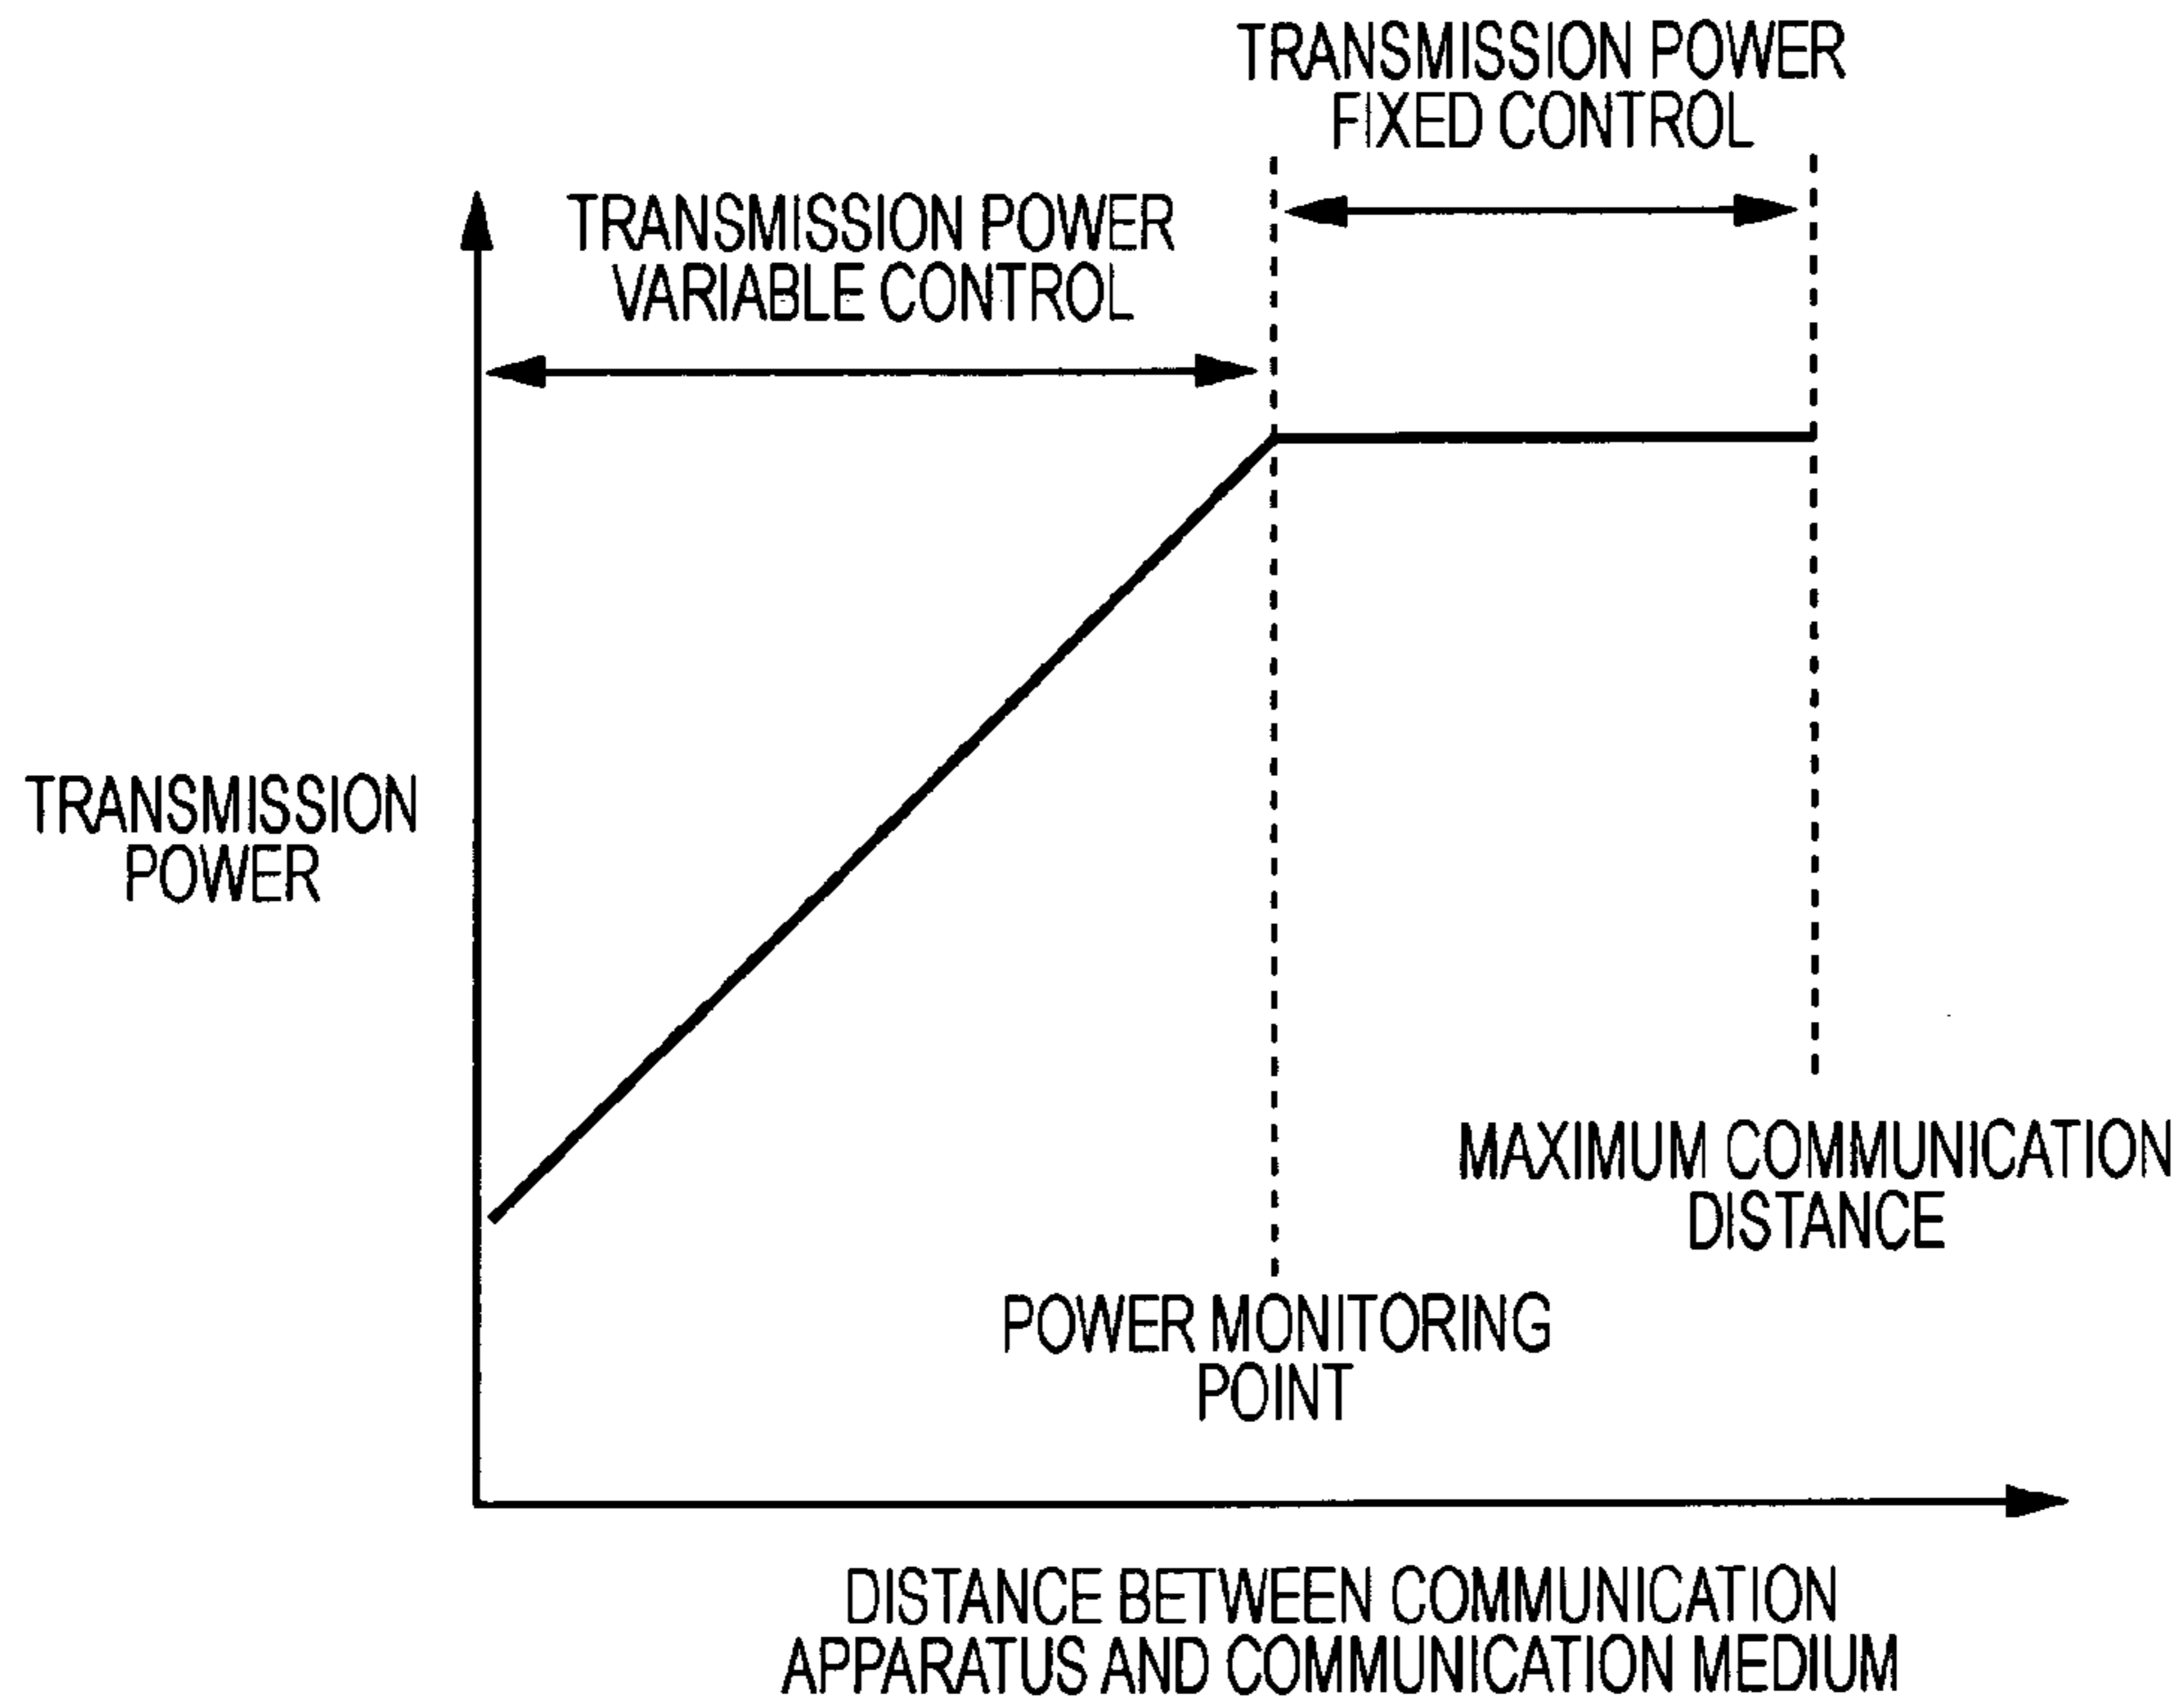 TRANSMISSION POWER
FIXED CONTROL
TRANSMISSION POWER
VARIABLE CONTROL
TRANSMISSION
POWER
MAXIMUM COMMUNICATION
DISTANCE
POWER MONITORING
POINT
DISTANCE BETWEEN COMMUNICATION
APPARATUS AND COMMUNICATION MEDIUM